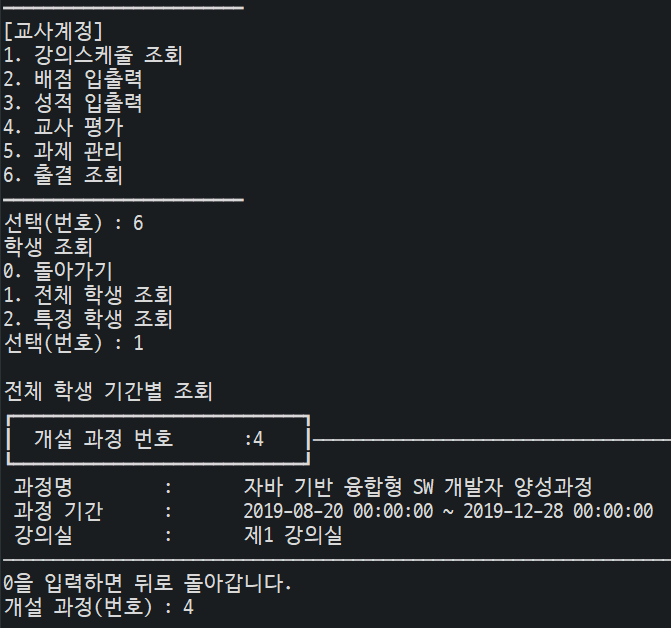 [교사계정]
1. 강의스케줄 조회
2. 배점 입출력
3. 성적 입출력
4. 교사 평가
5. 과제 관리
6. 출결 조회
선택(번호) : 6
학생 조회
0. 돌아가기
1. 전체 학생 조회
2. 특정 학생 조회
선택(번호) : 1
전체 학생 기간별 조회
개설 과정 번호 :4
과정명 : 자바 기반 융합형 SW 개발자 양성과정
과정 기간 : 2019-08-20 00:00:00 ~ 2019-12-28 00:00:00
강의실 : 제1 강의실
0을 입력하면 뒤로 돌아갑니다.
개설 과정(번호) : 4